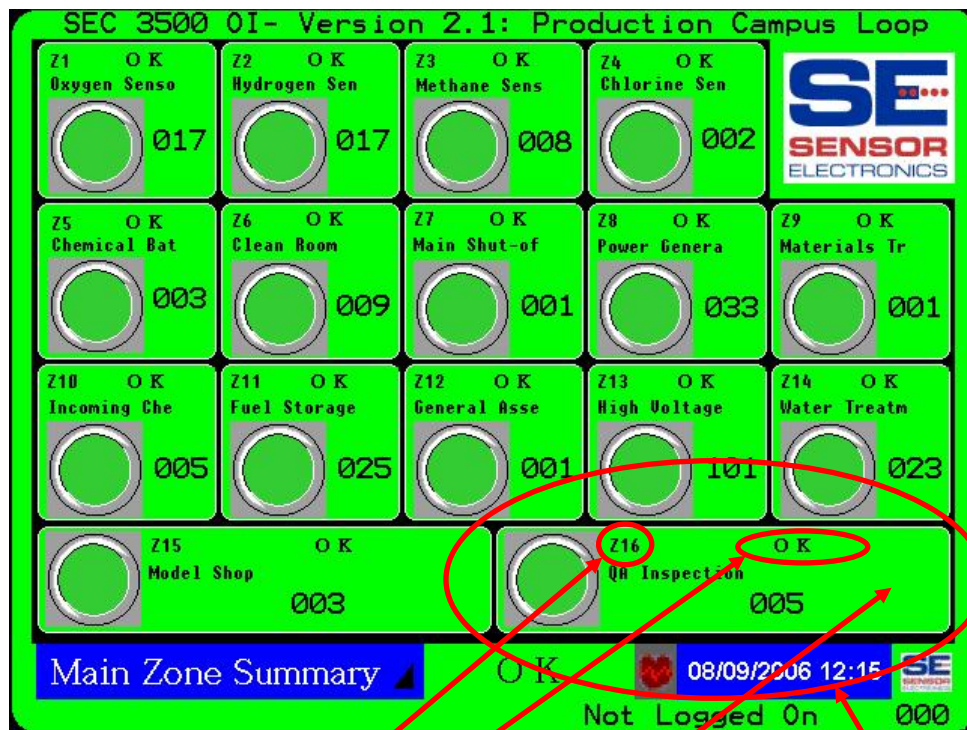 SEC 3500 OI- Version 2.1: Production Campus Loop
Z1 OK
Oxygen Senso
017
Z2 OK
Hydrogen Sen
017
Z3 OK
Methane Sens
008
Z4 OK
Chlorine Sen
002
SE
SENSOR
ELECTRONICS
Z5 OK
Chemical Bat
003
Z6 OK
Clean Room
009
Z7 OK
Main Shut-of
001
Z8 OK
Power Genera
033
Z9 OK
Materials Tr
001
Z10 OK
Incoming Che
005
Z11 OK
Fuel Storage
025
Z12 OK
General Asse
001
Z13 OK
High Voltage
101
Z14 OK
Water Treatm
023
Z15 OK
Model Shop
003
Z16 OK
QA Inspection
005
Main Zone Summary
OK
08/09/2006 12:15
SE
SENSOR
Not Logged On 000